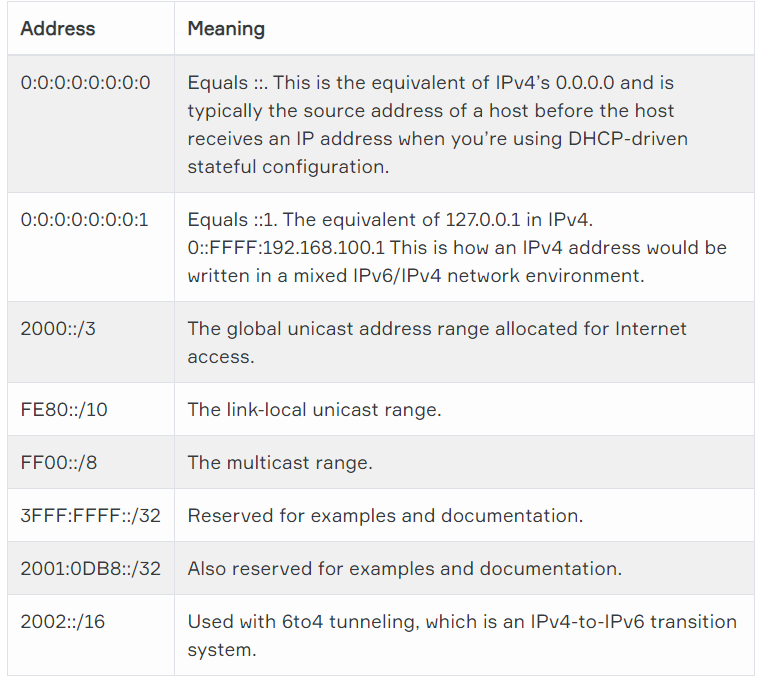 Address Meaning
0:0:0:0:0:0:0:0 Equals ::. This is the equivalent of IPv4’s 0.0.0.0 and is
typically the source address of a host before the host
receives an IP address when you’re using DHCP-driven
stateful configuration.
0:0:0:0:0:0:0:1 Equals ::1. The equivalent of 127.0.0.1 in IPv4.
0::FFFF:192.168.100.1 This is how an IPv4 address would be
written in a mixed IPv6/IPv4 network environment.
2000::/3 The global unicast address range allocated for Internet
access.
FE80::/10 The link-local unicast range.
FF00::/8 The multicast range.
3FFF:FFFF::/32 Reserved for examples and documentation.
2001:0DB8::/32 Also reserved for examples and documentation.
2002::/16 Used with 6to4 tunneling, which is an IPv4-to-IPv6 transition
system.